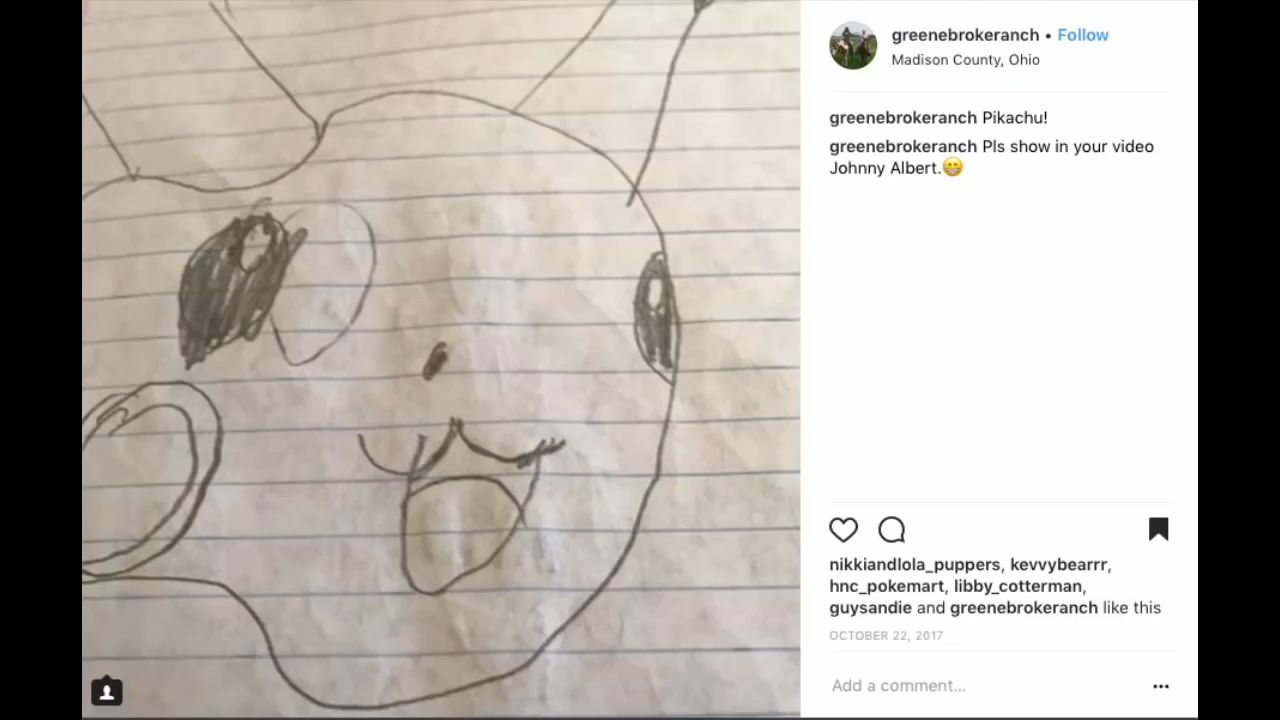 greenebrokeranch • Follow
Madison County, Ohio
greenebrokeranch Pikachu!
greenebrokeranch Pls show in your video
Johnny Albert.😁
nikkiandlola_puppers, kevvybearrr,
hnc_pokemart, libby_cotterman,
guysandie and greenebrokeranch like this
OCTOBER 22, 2017
Add a comment...